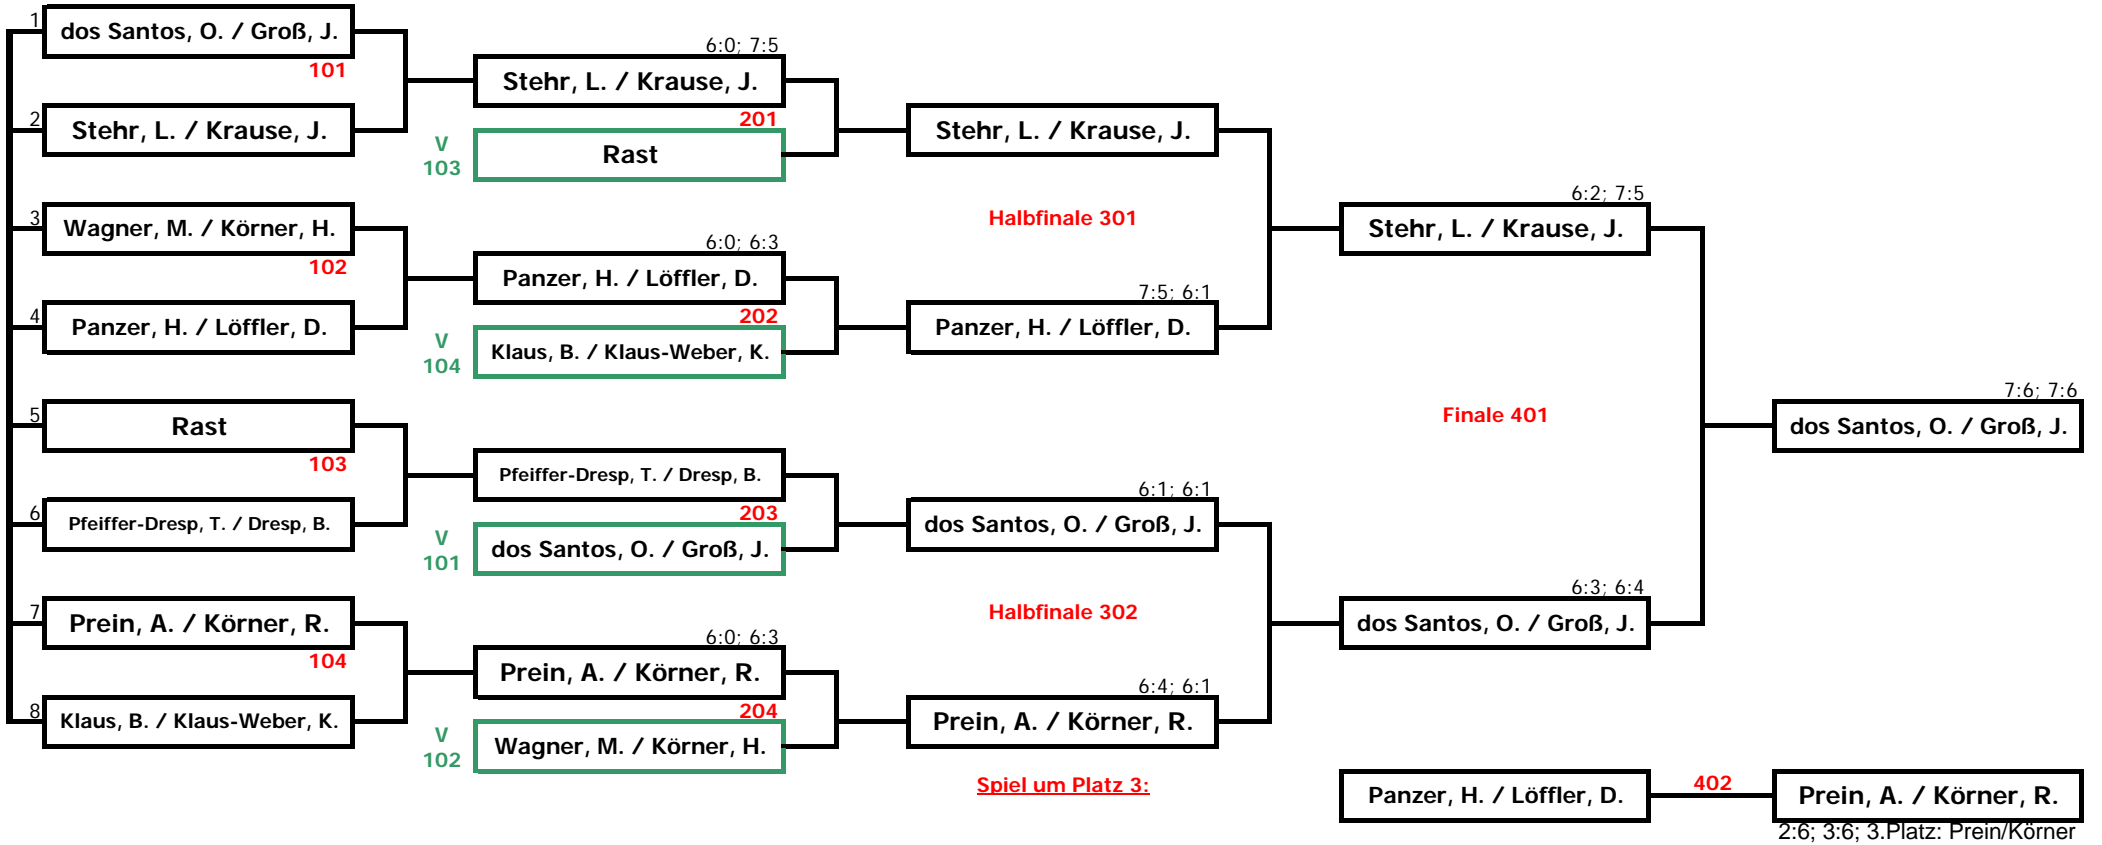 1
dos Santos, O. / Groß, J.
101
2
Stehr, L. / Krause, J.
3
Wagner, M. / Körner, H.
102
4
Panzer, H. / Löffler, D.
5
Rast
103
6
Pfeiffer-Dresp, T. / Dresp, B.
7
Prein, A. / Körner, R.
104
8
Klaus, B. / Klaus-Weber, K.
6:0; 7:5
Stehr, L. / Krause, J.
201
V
103
Rast
6:0; 6:3
Panzer, H. / Löffler, D.
202
V
104
Klaus, B. / Klaus-Weber, K.
Pfeiffer-Dresp, T. / Dresp, B.
203
V
101
dos Santos, O. / Groß, J.
6:0; 6:3
Prein, A. / Körner, R.
204
V
102
Wagner, M. / Körner, H.
Stehr, L. / Krause, J.
Halbfinale 301
7:5; 6:1
Panzer, H. / Löffler, D.
6:1; 6:1
dos Santos, O. / Groß, J.
Halbfinale 302
6:4; 6:1
Prein, A. / Körner, R.
6:2; 7:5
Stehr, L. / Krause, J.
Finale 401
6:3; 6:4
dos Santos, O. / Groß, J.
7:6; 7:6
dos Santos, O. / Groß, J.
Spiel um Platz 3:
Panzer, H. / Löffler, D.
402
Prein, A. / Körner, R.
2:6; 3:6; 3.Platz: Prein/Körner